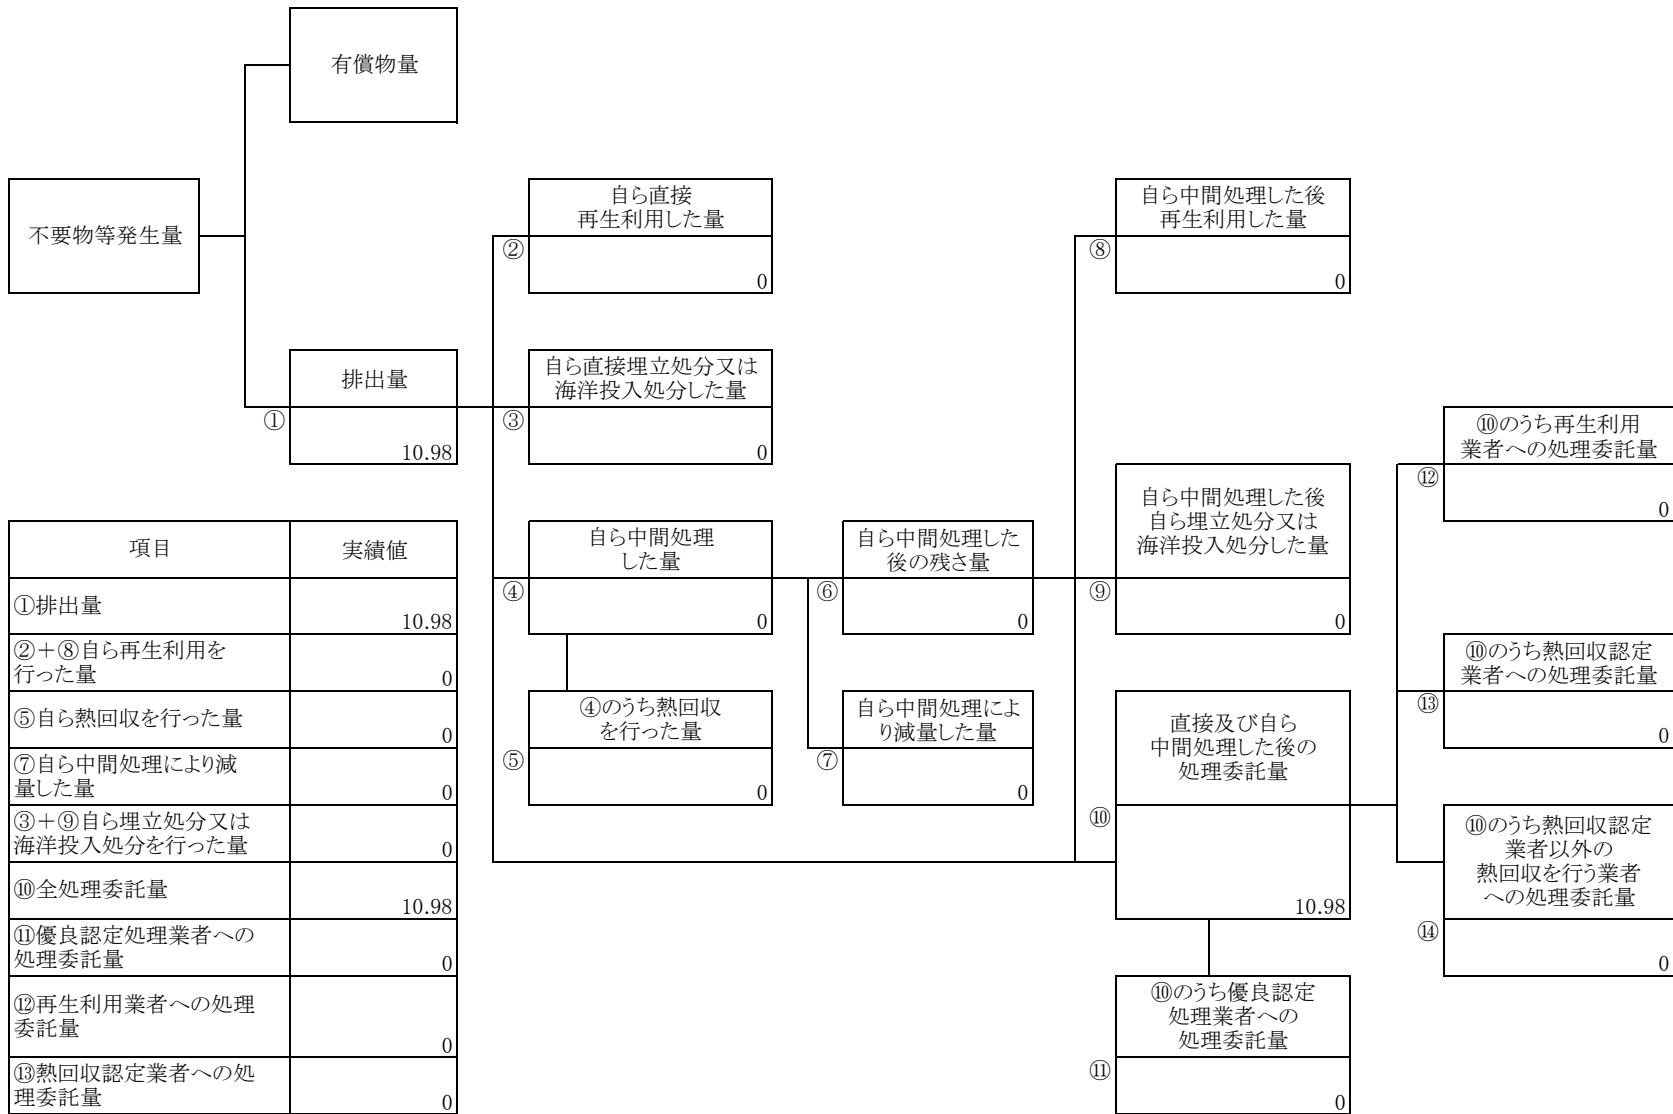 有償物量
不要物等発生量
自ら直接
再生利用した量
②
0
自ら中間処理した後
再生利用した量
⑧
0
排出量
①
10.98
自ら直接埋立処分又は
海洋投入処分した量
③
0
⑩のうち再生利用
業者への処理委託量
⑫
0
自ら中間処理した後
自ら埋立処分又は
海洋投入処分した量
⑨
0
自ら中間処理
した量
④
0
自ら中間処理した
後の残さ量
⑥
0
⑩のうち熱回収認定
業者への処理委託量
⑬
0
④のうち熱回収
を行った量
⑤
0
自ら中間処理によ
り減量した量
⑦
0
直接及び自ら
中間処理した後の
処理委託量
⑩
10.98
⑩のうち熱回収認定
業者以外の
熱回収を行う業者
への処理委託量
⑭
0
⑩のうち優良認定
処理業者への
処理委託量
⑪
0
項目 実績値
①排出量
10.98
②+⑧自ら再生利用を
行った量
0
⑤自ら熱回収を行った量
0
⑦自ら中間処理により減
量した量
0
③+⑨自ら埋立処分又は
海洋投入処分を行った量
0
⑩全処理委託量
10.98
⑪優良認定処理業者への
処理委託量
0
⑫再生利用業者への処理
委託量
0
⑬熱回収認定業者への処
理委託量
0